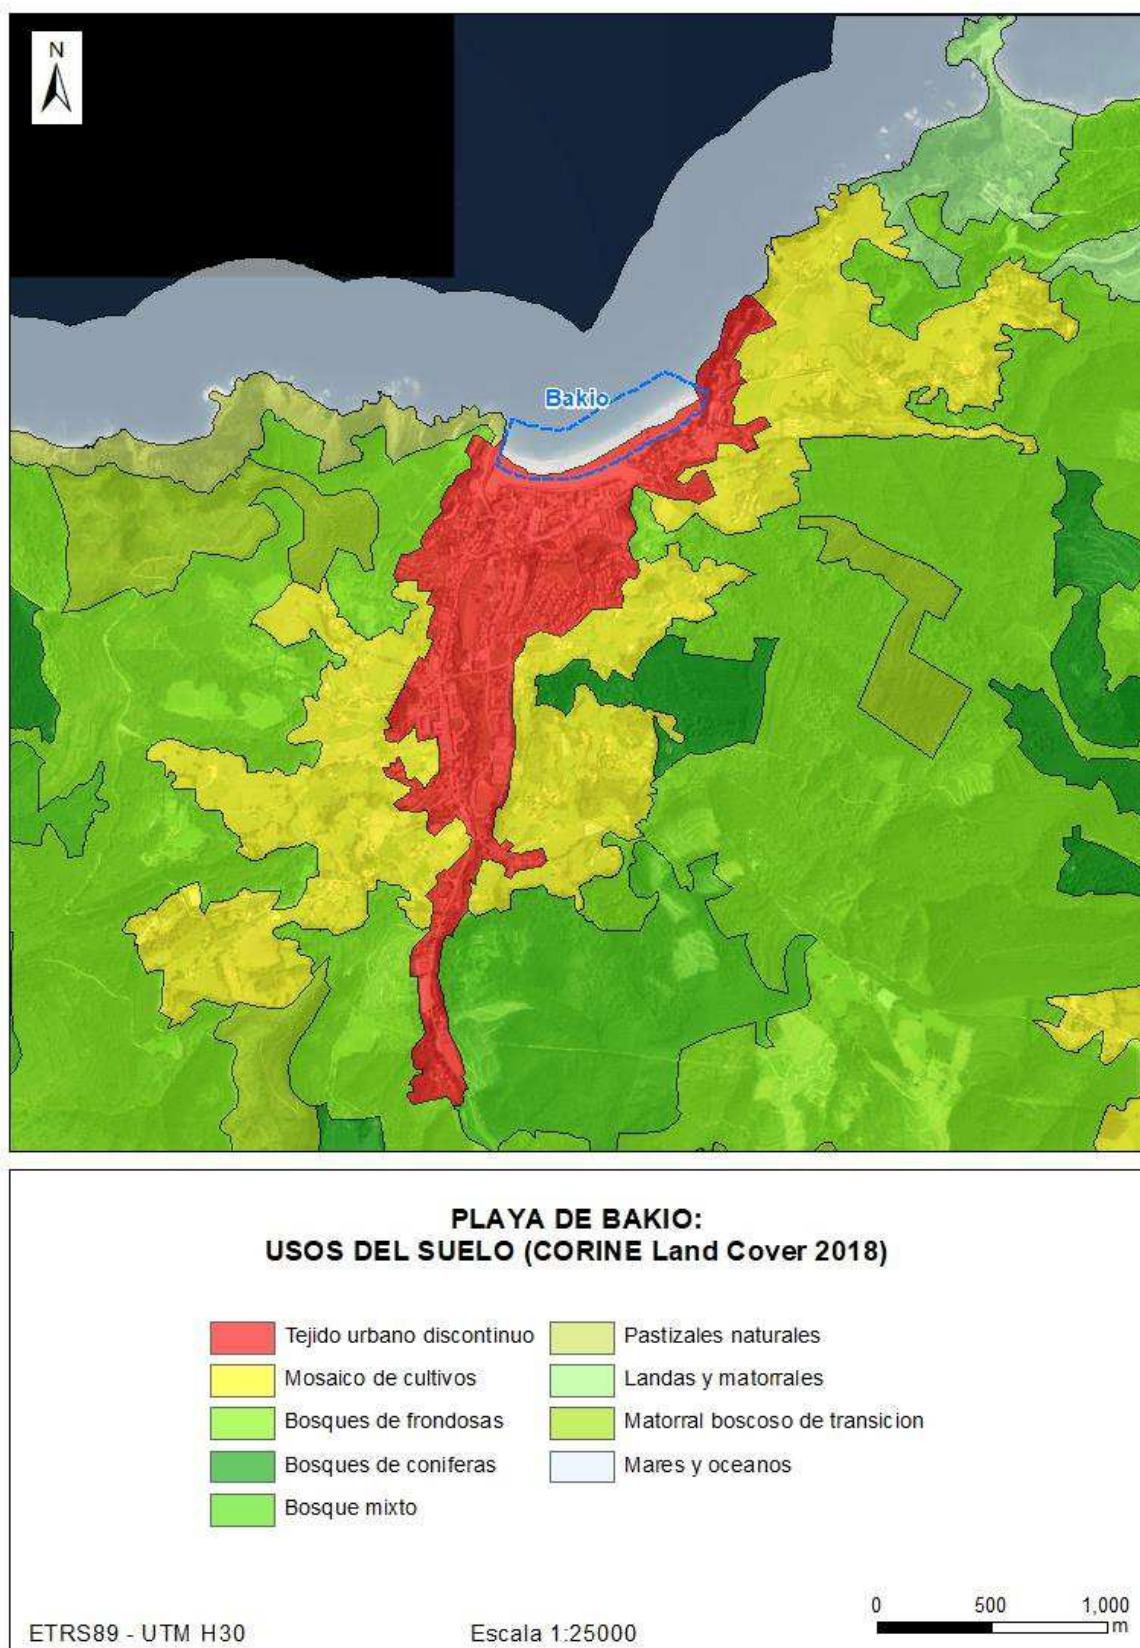 N
Bakio
PLAYA DE BAKIO:
USOS DEL SUELO (CORINE Land Cover 2018)
Tejido urbano discontinuo
Mosaico de cultivos
Bosques de frondosas
Bosques de coniferas
Bosque mixto
Pastizales naturales
Landas y matorrales
Matorral boscoso de transicion
Mares y oceanos
ETRS89 - UTM H30
Escala 1:25000
0 500 1,000
m